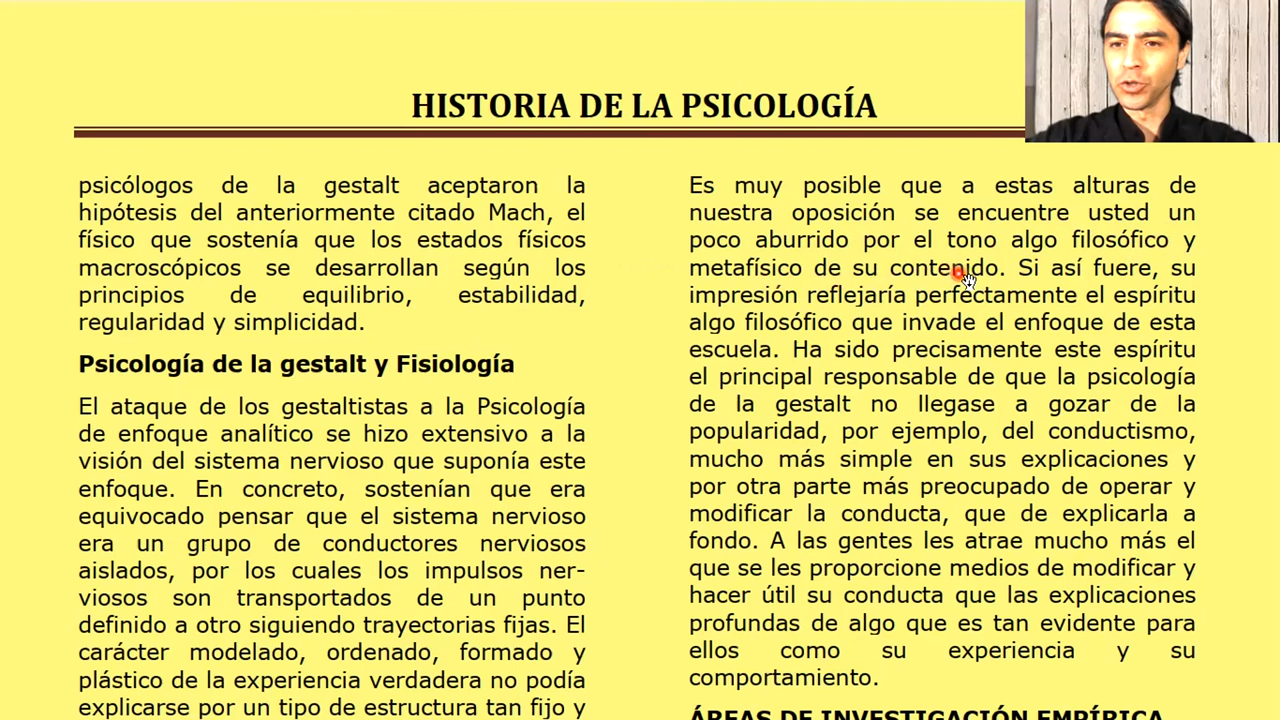 HISTORIA DE LA PSICOLOGÍA
psicólogos de la gestalt aceptaron la
hipótesis del anteriormente citado Mach, el
físico que sostenía que los estados físicos
macroscópicos se desarrollan según los
principios de equilibrio, estabilidad,
regularidad y simplicidad.
Psicología de la gestalt y Fisiología
El ataque de los gestaltistas a la Psicología
de enfoque analítico se hizo extensivo a la
visión del sistema nervioso que suponía este
enfoque. En concreto, sostenían que era
equivocado pensar que el sistema nervioso
era un grupo de conductores nerviosos
aislados, por los cuales los impulsos ner-
viosos son transportados de un punto
definido a otro siguiendo trayectorias fijas. El
carácter modelado, ordenado, formado y
plástico de la experiencia verdadera no podía
explicarse por un tipo de estructura tan fijo y
Es muy posible que a estas alturas de
nuestra oposición se encuentre usted un
poco aburrido por el tono algo filosófico y
metafísico de su contenido. Si así fuere, su
impresión reflejaría perfectamente el espíritu
algo filosófico que invade el enfoque de esta
escuela. Ha sido precisamente este espíritu
el principal responsable de que la psicología
de la gestalt no llegase a gozar de la
popularidad, por ejemplo, del conductismo,
mucho más simple en sus explicaciones y
por otra parte más preocupado de operar y
modificar la conducta, que de explicarla a
fondo. A las gentes les atrae mucho más el
que se les proporcione medios de modificar y
hacer útil su conducta que las explicaciones
profundas de algo que es tan evidente para
ellos como su experiencia y su
comportamiento.
ÁREAS DE INVESTIGACIÓN EMPÍRICA